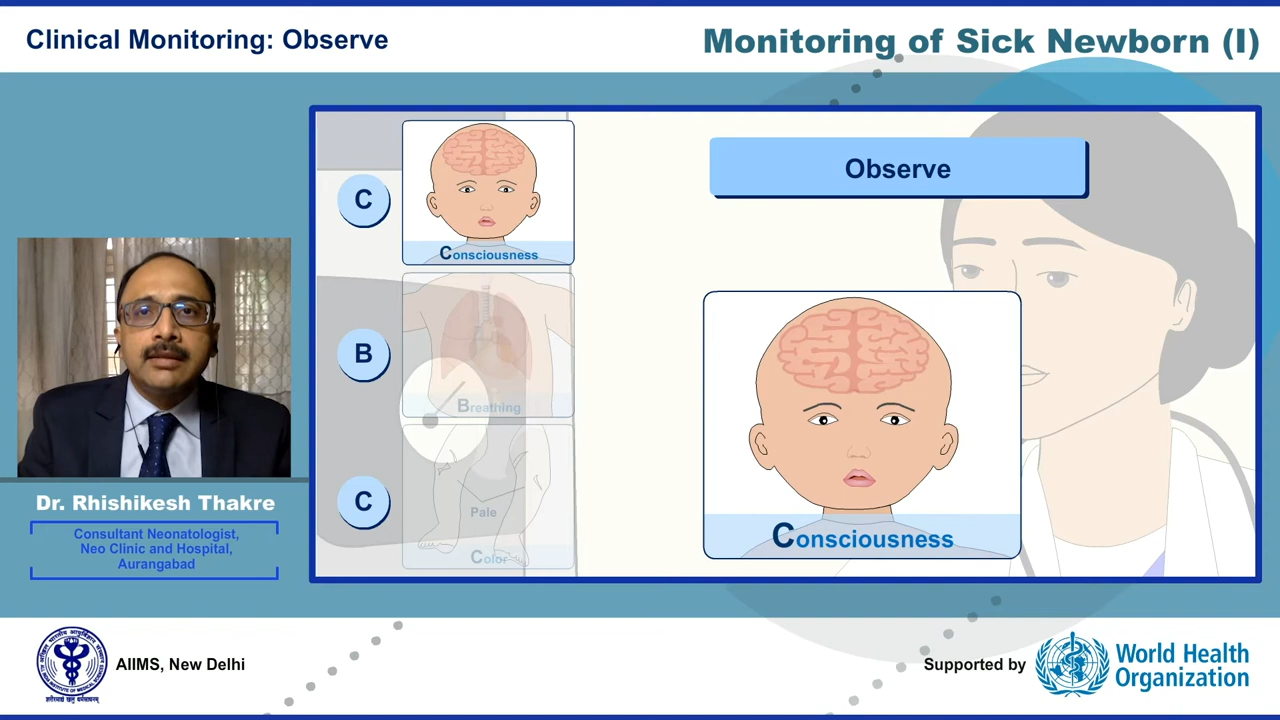 Clinical Monitoring: Observe
Monitoring of Sick Newborn (I)
C
Consciousness
B
Breathing
C
Pale
Color
Observe
Consciousness
Dr. Rhishikesh Thakre
Consultant Neonatologist,
Neo Clinic and Hospital,
Aurangabad
AIIMS, New Delhi
Supported by
World Health
Organization